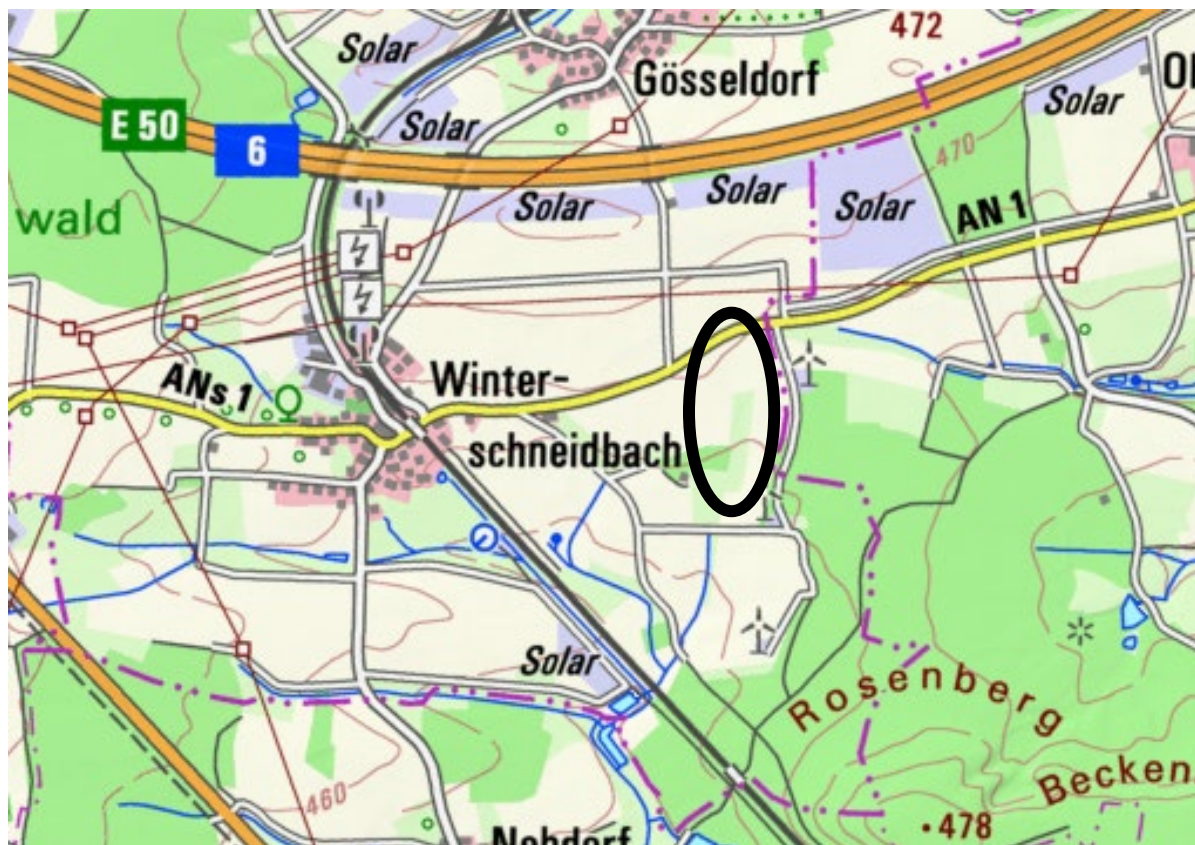 472
Solar
Gösseldorf
Solar
E 50
6
Solar
470
wald
Solar
Solar
Solar
AN 1
ANs 1
Winter-
schneidbach
Solar
Rosenberg
Becken
460
478